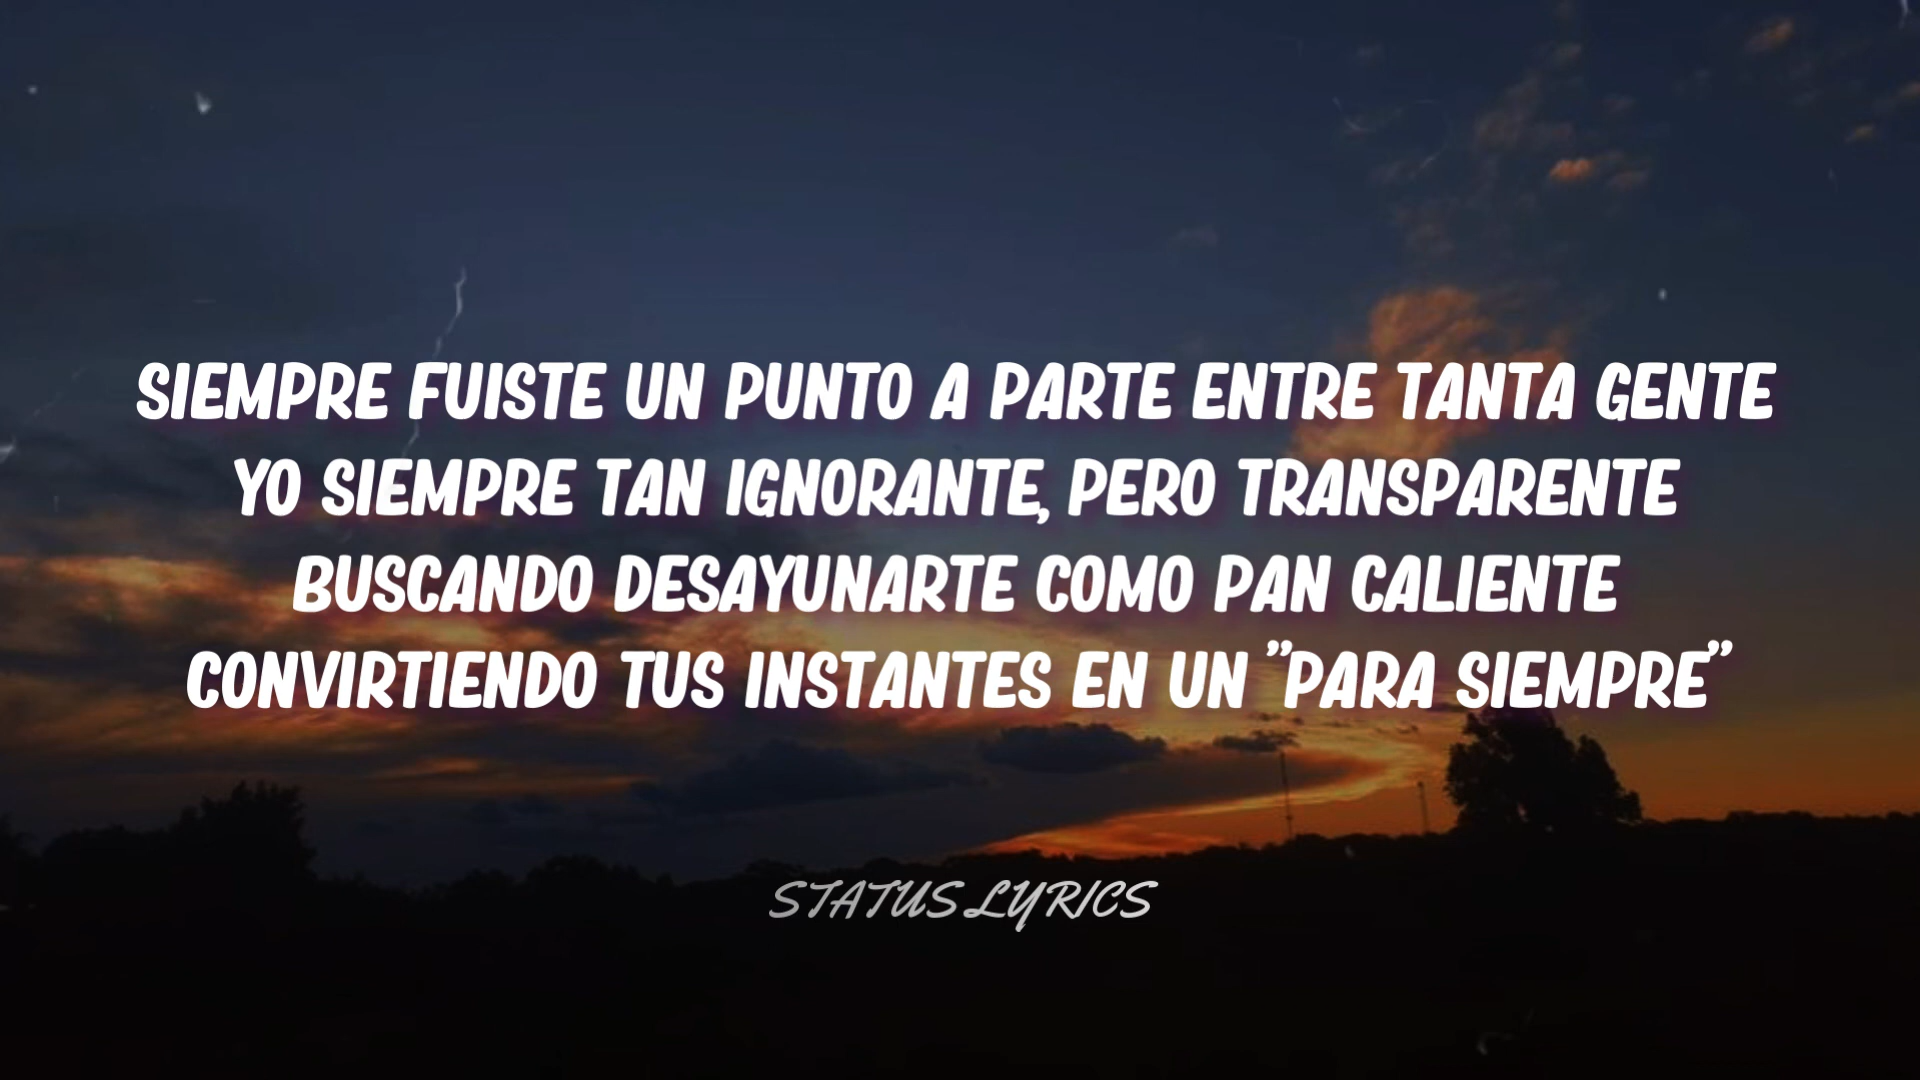 SIEMPRE FUISTE UN PUNTO A PARTE ENTRE TANTA GENTE
YO SIEMPRE TAN IGNORANTE, PERO TRANSPARENTE
BUSCANDO DESAYUNARTE COMO PAN CALIENTE
CONVIRTIENDO TUS INSTANTES EN UN "PARA SIEMPRE"
STATUS LYRICS